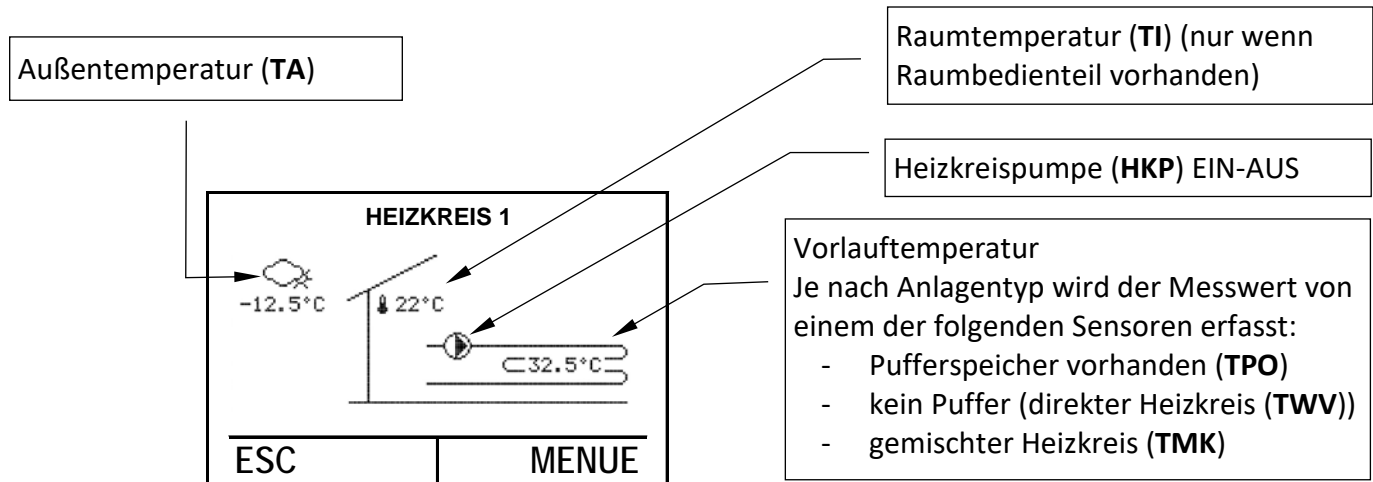 Außentemperatur (TA)
Raumtemperatur (TI) (nur wenn
Raumbedienteil vorhanden)
Heizkreispumpe (HKP) EIN-AUS
Vorlauftemperatur
Je nach Anlagentyp wird der Messwert von
einem der folgenden Sensoren erfasst:
- Pufferspeicher vorhanden (TPO)
- kein Puffer (direkter Heizkreis (TWV))
- gemischter Heizkreis (TMK)
HEIZKREIS 1
-12.5°C
22°C
32.5°C
ESC
MENUE